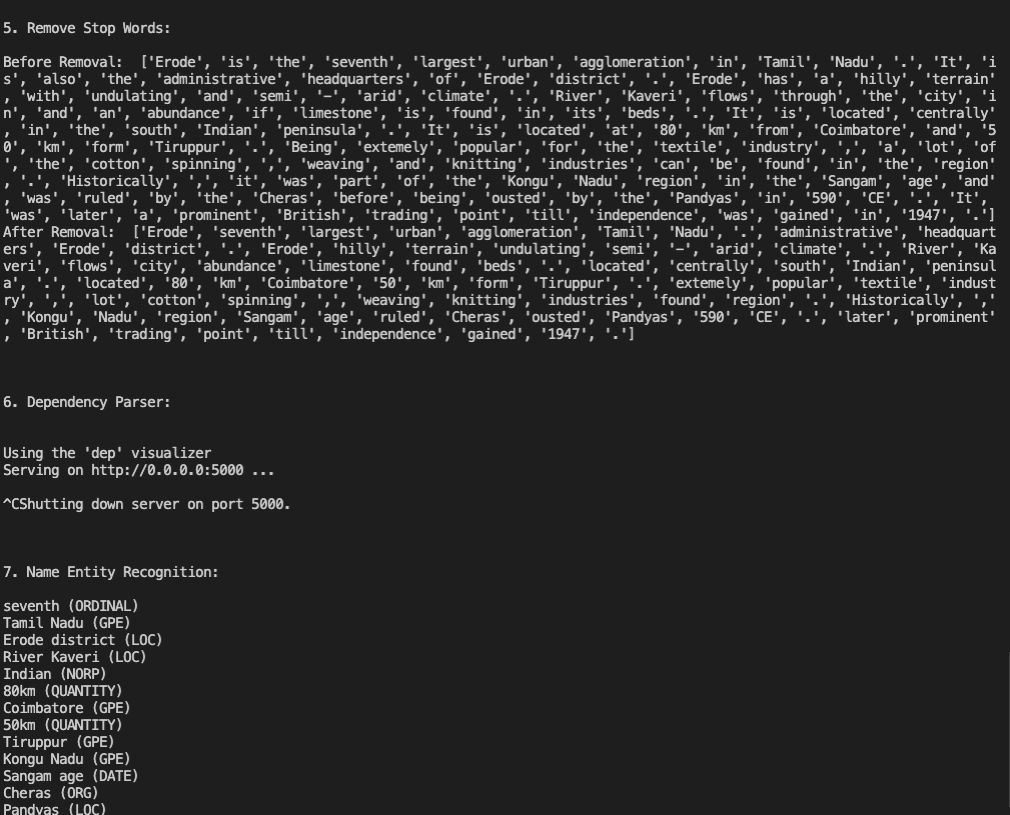 5. Remove Stop Words:
Before Removal:  ['Erode', 'is', 'the', 'seventh', 'largest', 'urban', 'agglomeration', 'in', 'Tamil', 'Nadu', '.', 'It', 'i
s', 'also', 'the', 'administrative', 'headquarters', 'of', 'Erode', 'district', '.', 'Erode', 'has', 'a', 'hilly', 'terrain'
, 'with', 'undulating', 'and', 'semi', '-', 'arid', 'climate', '.', 'River', 'Kaveri', 'flows', 'through', 'the', 'city', 'i
n', 'and', 'an', 'abundance', 'if', 'limestone', 'is', 'found', 'in', 'its', 'beds', '.', 'It', 'is', 'located', 'centrally'
, 'in', 'the', 'south', 'Indian', 'peninsula', '.', 'It', 'is', 'located', 'at', '80', 'km', 'from', 'Coimbatore', 'and', '5
0', 'km', 'form', 'Tiruppur', '.', 'Being', 'extemely', 'popular', 'for', 'the', 'textile', 'industry', ',', 'a', 'lot', 'of
', 'the', 'cotton', 'spinning', ',', 'weaving', 'and', 'knitting', 'industries', 'can', 'be', 'found', 'in', 'the', 'region'
, '.', 'Historically', ',', 'it', 'was', 'part', 'of', 'the', 'Kongu', 'Nadu', 'region', 'in', 'the', 'Sangam', 'age', 'and'
, 'was', 'ruled', 'by', 'the', 'Cheras', 'before', 'being', 'ousted', 'by', 'the', 'Pandyas', 'in', '590', 'CE', '.', 'It',
'was', 'later', 'a', 'prominent', 'British', 'trading', 'point', 'till', 'independence', 'was', 'gained', 'in', '1947', '.']
After Removal:  ['Erode', 'seventh', 'largest', 'urban', 'agglomeration', 'Tamil', 'Nadu', '.', 'administrative', 'headquart
ers', 'Erode', 'district', '.', 'Erode', 'hilly', 'terrain', 'undulating', 'semi', '-', 'arid', 'climate', '.', 'River', 'Ka
veri', 'flows', 'city', 'abundance', 'limestone', 'found', 'beds', '.', 'located', 'centrally', 'south', 'Indian', 'peninsul
a', '.', 'located', '80', 'km', 'Coimbatore', '50', 'km', 'form', 'Tiruppur', '.', 'extemely', 'popular', 'textile', 'indust
ry', ',', 'lot', 'cotton', 'spinning', ',', 'weaving', 'knitting', 'industries', 'found', 'region', '.', 'Historically', ','
, 'Kongu', 'Nadu', 'region', 'Sangam', 'age', 'ruled', 'Cheras', 'ousted', 'Pandyas', '590', 'CE', '.', 'later', 'prominent'
, 'British', 'trading', 'point', 'till', 'independence', 'gained', '1947', '.']
6. Dependency Parser:
Using the 'dep' visualizer
Serving on http://0.0.0.0:5000 ...
^CShutting down server on port 5000.
7. Name Entity Recognition:
seventh (ORDINAL)
Tamil Nadu (GPE)
Erode district (LOC)
River Kaveri (LOC)
Indian (NORP)
80km (QUANTITY)
Coimbatore (GPE)
50km (QUANTITY)
Tiruppur (GPE)
Kongu Nadu (GPE)
Sangam age (DATE)
Cheras (ORG)
Pandyas (LOC)